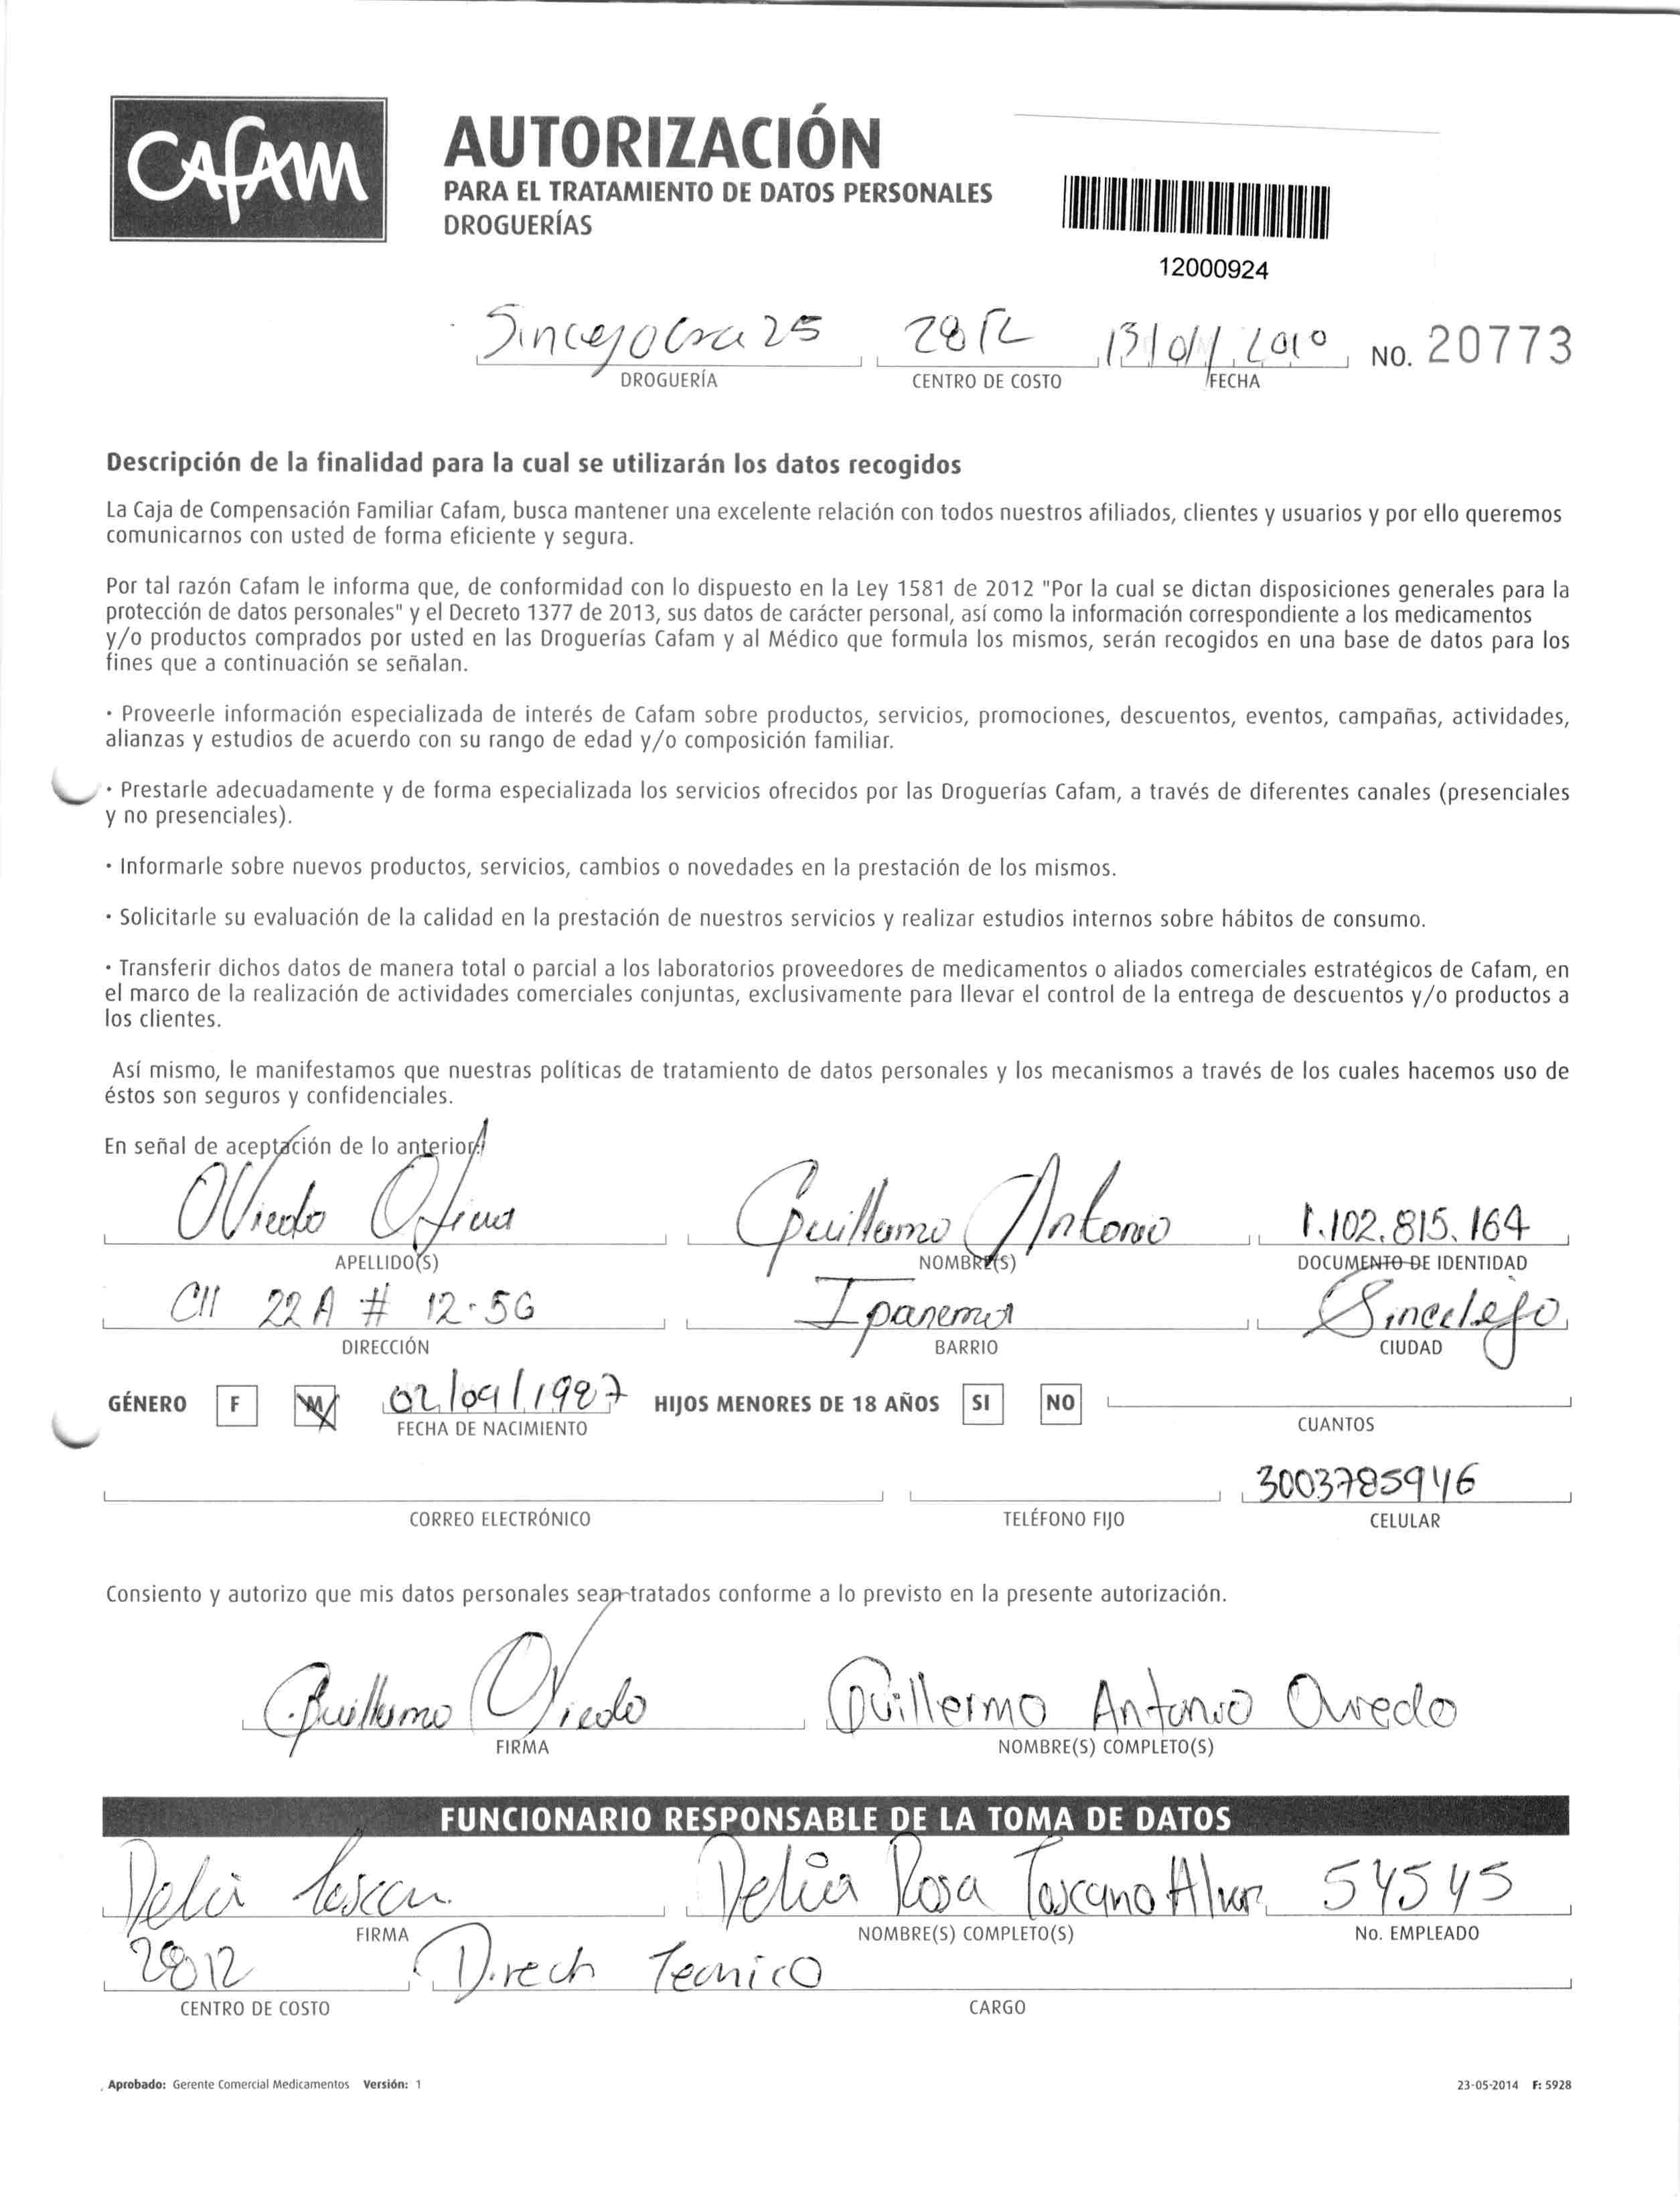 CAFAM
AUTORIZACIÓN
PARA EL TRATAMIENTO DE DATOS PERSONALES
DROGUERÍAS
12000924
Sincejo Cra 25
DROGUERÍA
CENTRO DE COSTO
FECHA
NO. 20773
Descripción de la finalidad para la cual se utilizarán los datos recogidos
La Caja de Compensación Familiar Cafam, busca mantener una excelente relación con todos nuestros afiliados, clientes y usuarios y por ello queremos
comunicarnos con usted de forma eficiente y segura.
Por tal razón Cafam le informa que, de conformidad con lo dispuesto en la Ley 1581 de 2012 "Por la cual se dictan disposiciones generales para la
protección de datos personales" y el Decreto 1377 de 2013, sus datos de carácter personal, así como la información correspondiente a los medicamentos
y/o productos comprados por usted en las Droguerías Cafam y al Médico que formula los mismos, serán recogidos en una base de datos para los
fines que a continuación se señalan.
· Proveerle información especializada de interés de Cafam sobre productos, servicios, promociones, descuentos, eventos, campañas, actividades,
alianzas y estudios de acuerdo con su rango de edad y/o composición familiar.
· Prestarle adecuadamente y de forma especializada los servicios ofrecidos por las Droguerías Cafam, a través de diferentes canales (presenciales
y no presenciales).
· Informarle sobre nuevos productos, servicios, cambios o novedades en la prestación de los mismos.
· Solicitarle su evaluación de la calidad en la prestación de nuestros servicios y realizar estudios internos sobre hábitos de consumo.
· Transferir dichos datos de manera total o parcial a los laboratorios proveedores de medicamentos o aliados comerciales estratégicos de Cafam, en
el marco de la realización de actividades comerciales conjuntas, exclusivamente para llevar el control de la entrega de descuentos y/o productos a
los clientes.
Así mismo, le manifestamos que nuestras políticas de tratamiento de datos personales y los mecanismos a través de los cuales hacemos uso de
éstos son seguros y confidenciales.
En señal de aceptación de lo anterior:
Oviedo Guillermo Antonio 1.102.815.164
APELLIDO(S) NOMBRE(S) DOCUMENTO DE IDENTIDAD
Cll 22A # 12-56 Ipanema Sincelejo
DIRECCIÓN BARRIO CIUDAD
GÉNERO F M 02/09/1987 HIJOS MENORES DE 18 AÑOS SI NO
FECHA DE NACIMIENTO CUANTOS
3003785946
CORREO ELECTRÓNICO TELÉFONO FIJO CELULAR
Consiento y autorizo que mis datos personales sean tratados conforme a lo previsto en la presente autorización.
Guillermo Oviedo Guillermo Antonio Oviedo
FIRMA NOMBRE(S) COMPLETO(S)
FUNCIONARIO RESPONSABLE DE LA TOMA DE DATOS
Delia Toscan Delia Rosa Toscano Alvar 54545
FIRMA NOMBRE(S) COMPLETO(S) No. EMPLEADO
2812 Direct Tecnico
CENTRO DE COSTO CARGO
Aprobado: Gerente Comercial Medicamentos Versión: 1 23-05-2014 F: 5928